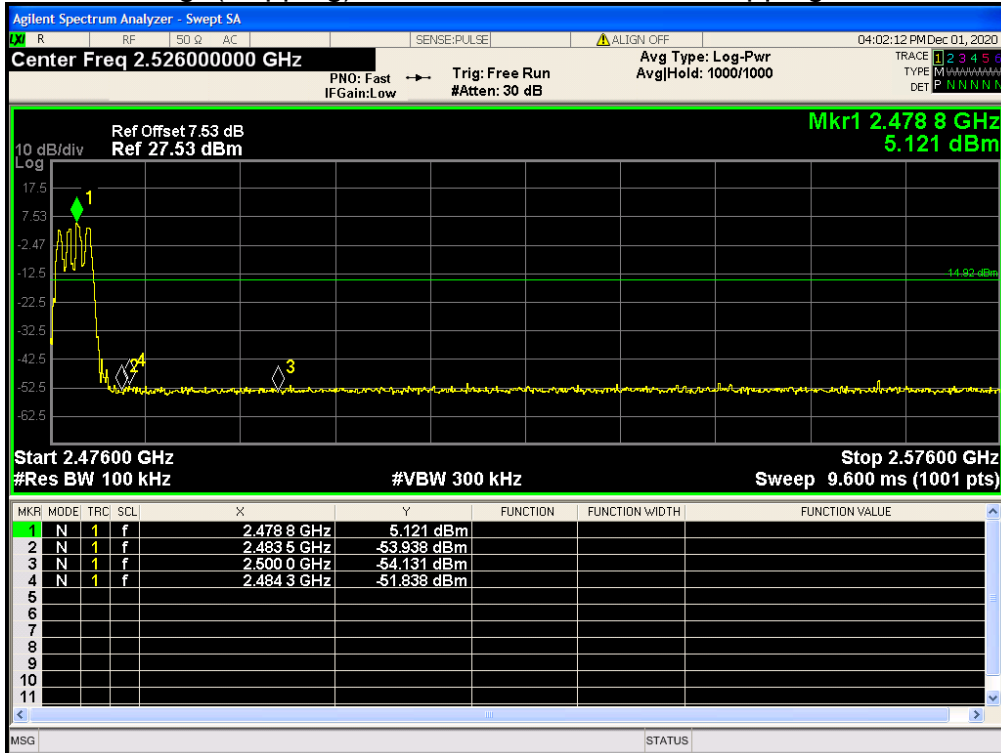 Agilent Spectrum Analyzer - Swept SA
LXI R RF 50 Ω AC SENSE:PULSE ALIGN OFF 04:02:12 PM Dec 01, 2020
Center Freq 2.526000000 GHz
PNO: Fast Trig: Free Run
IFGain:Low #Atten: 30 dB
Avg Type: Log-Pwr
Avg|Hold: 1000/1000
TRACE 1 2 3 4 5 6
TYPE M
DET P N N N N N
Mkr1 2.478 8 GHz
5.121 dBm
Ref Offset 7.53 dB
10 dB/div Ref 27.53 dBm
Log
17.5
1
7.53
-2.47
-12.5
-14.92 dBm
-22.5
-32.5
-42.5
2 4
3
-52.5
-62.5
Start 2.47600 GHz Stop 2.57600 GHz
#Res BW 100 kHz #VBW 300 kHz Sweep 9.600 ms (1001 pts)
MKR MODE TRC SCL X Y FUNCTION FUNCTION WIDTH FUNCTION VALUE
1 N 1 f 2.478 8 GHz 5.121 dBm
2 N 1 f 2.483 5 GHz -53.938 dBm
3 N 1 f 2.500 0 GHz -54.131 dBm
4 N 1 f 2.484 3 GHz -51.838 dBm
5
6
7
8
9
10
11
MSG STATUS